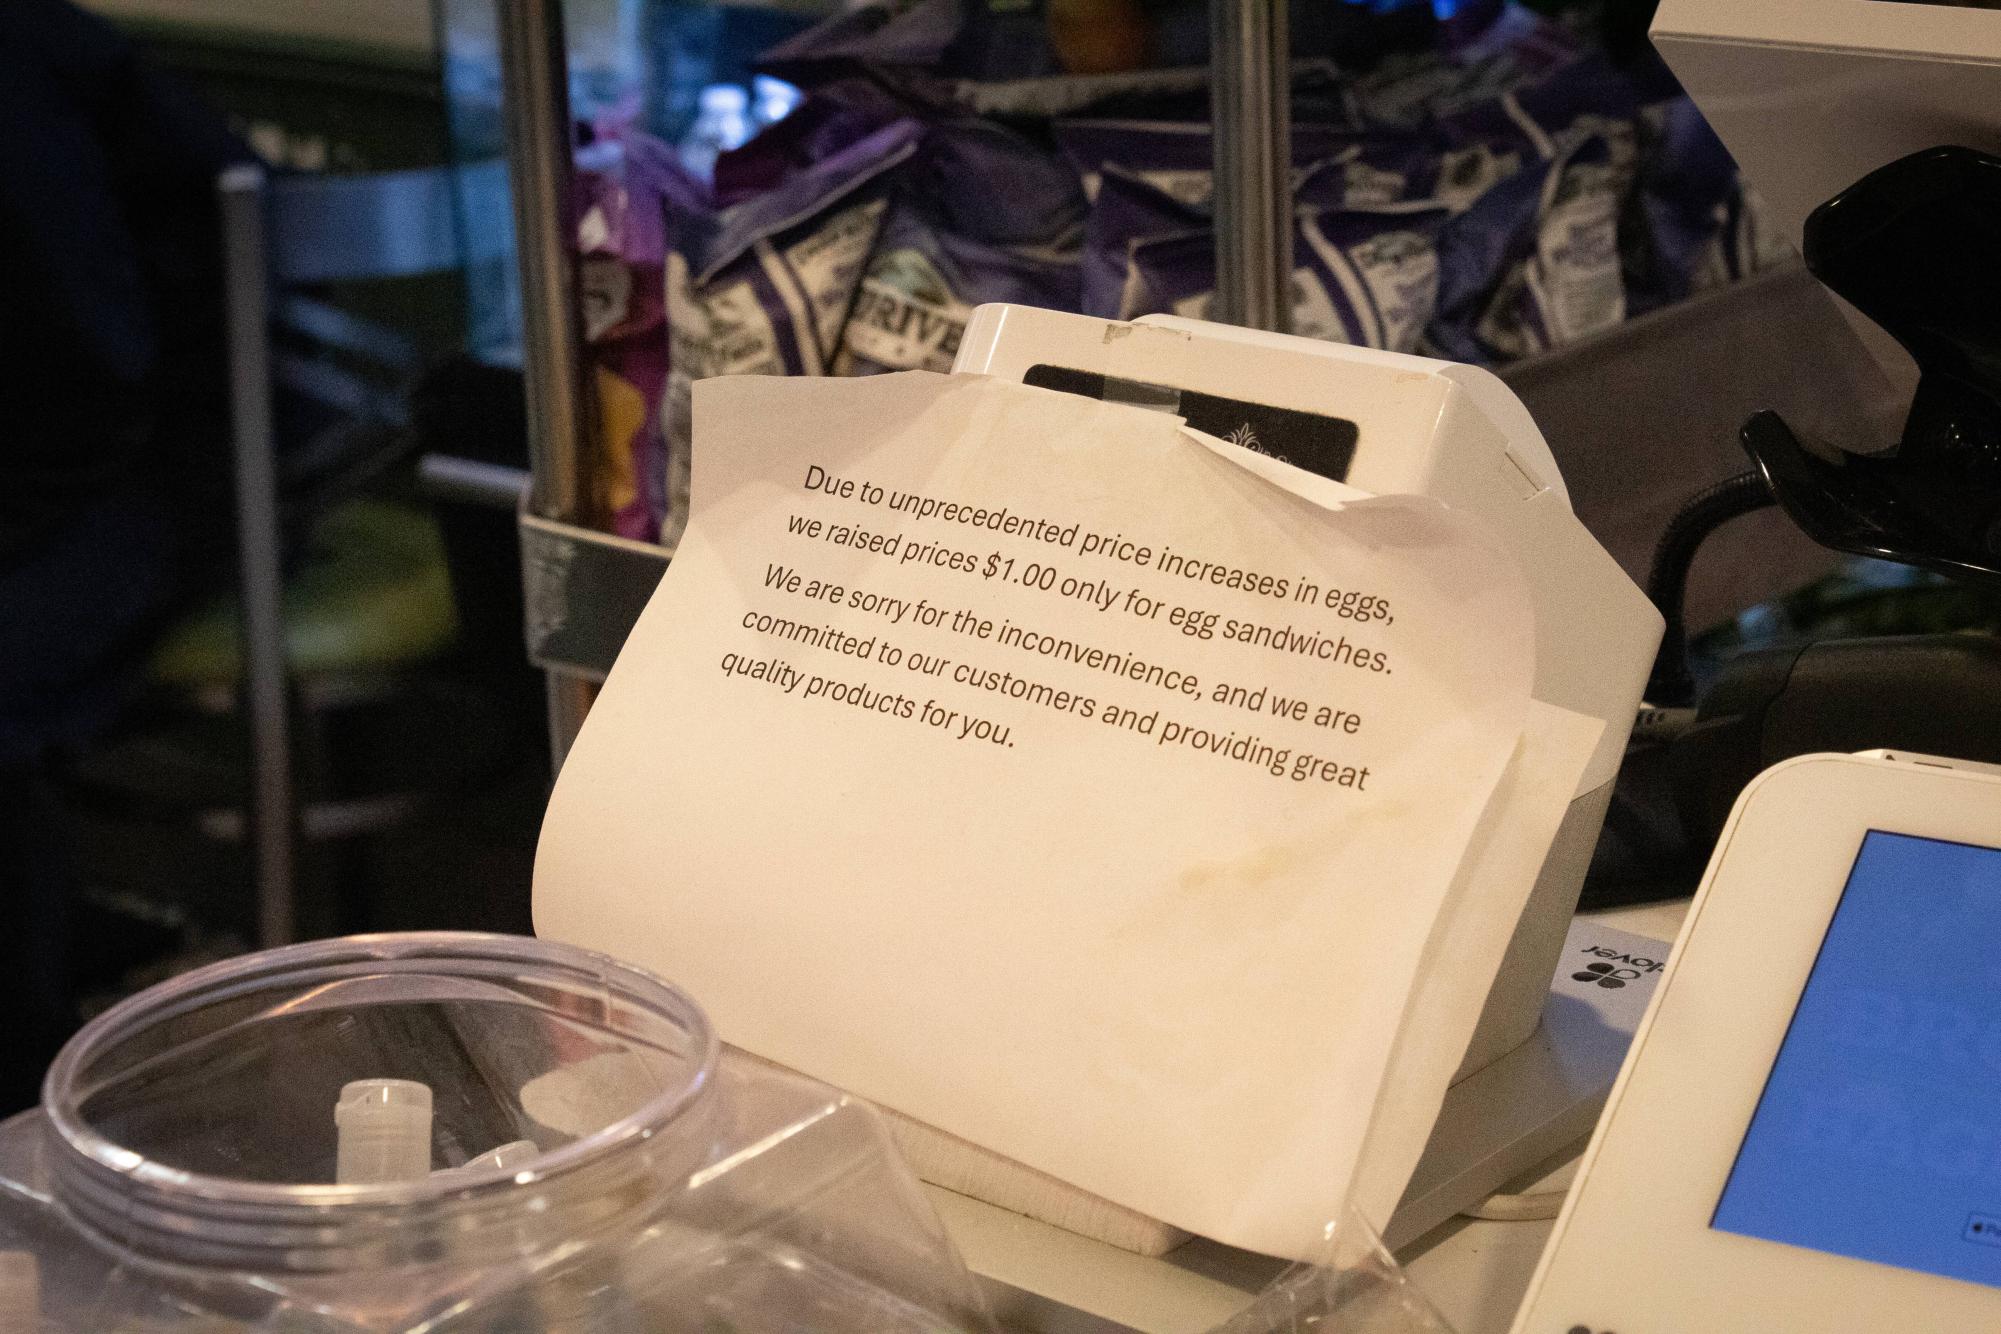 Due to unprecedented price increases in eggs,
we raised prices $1.00 only for egg sandwiches.
We are sorry for the inconvenience, and we are
committed to our customers and providing great
quality products for you.
clover